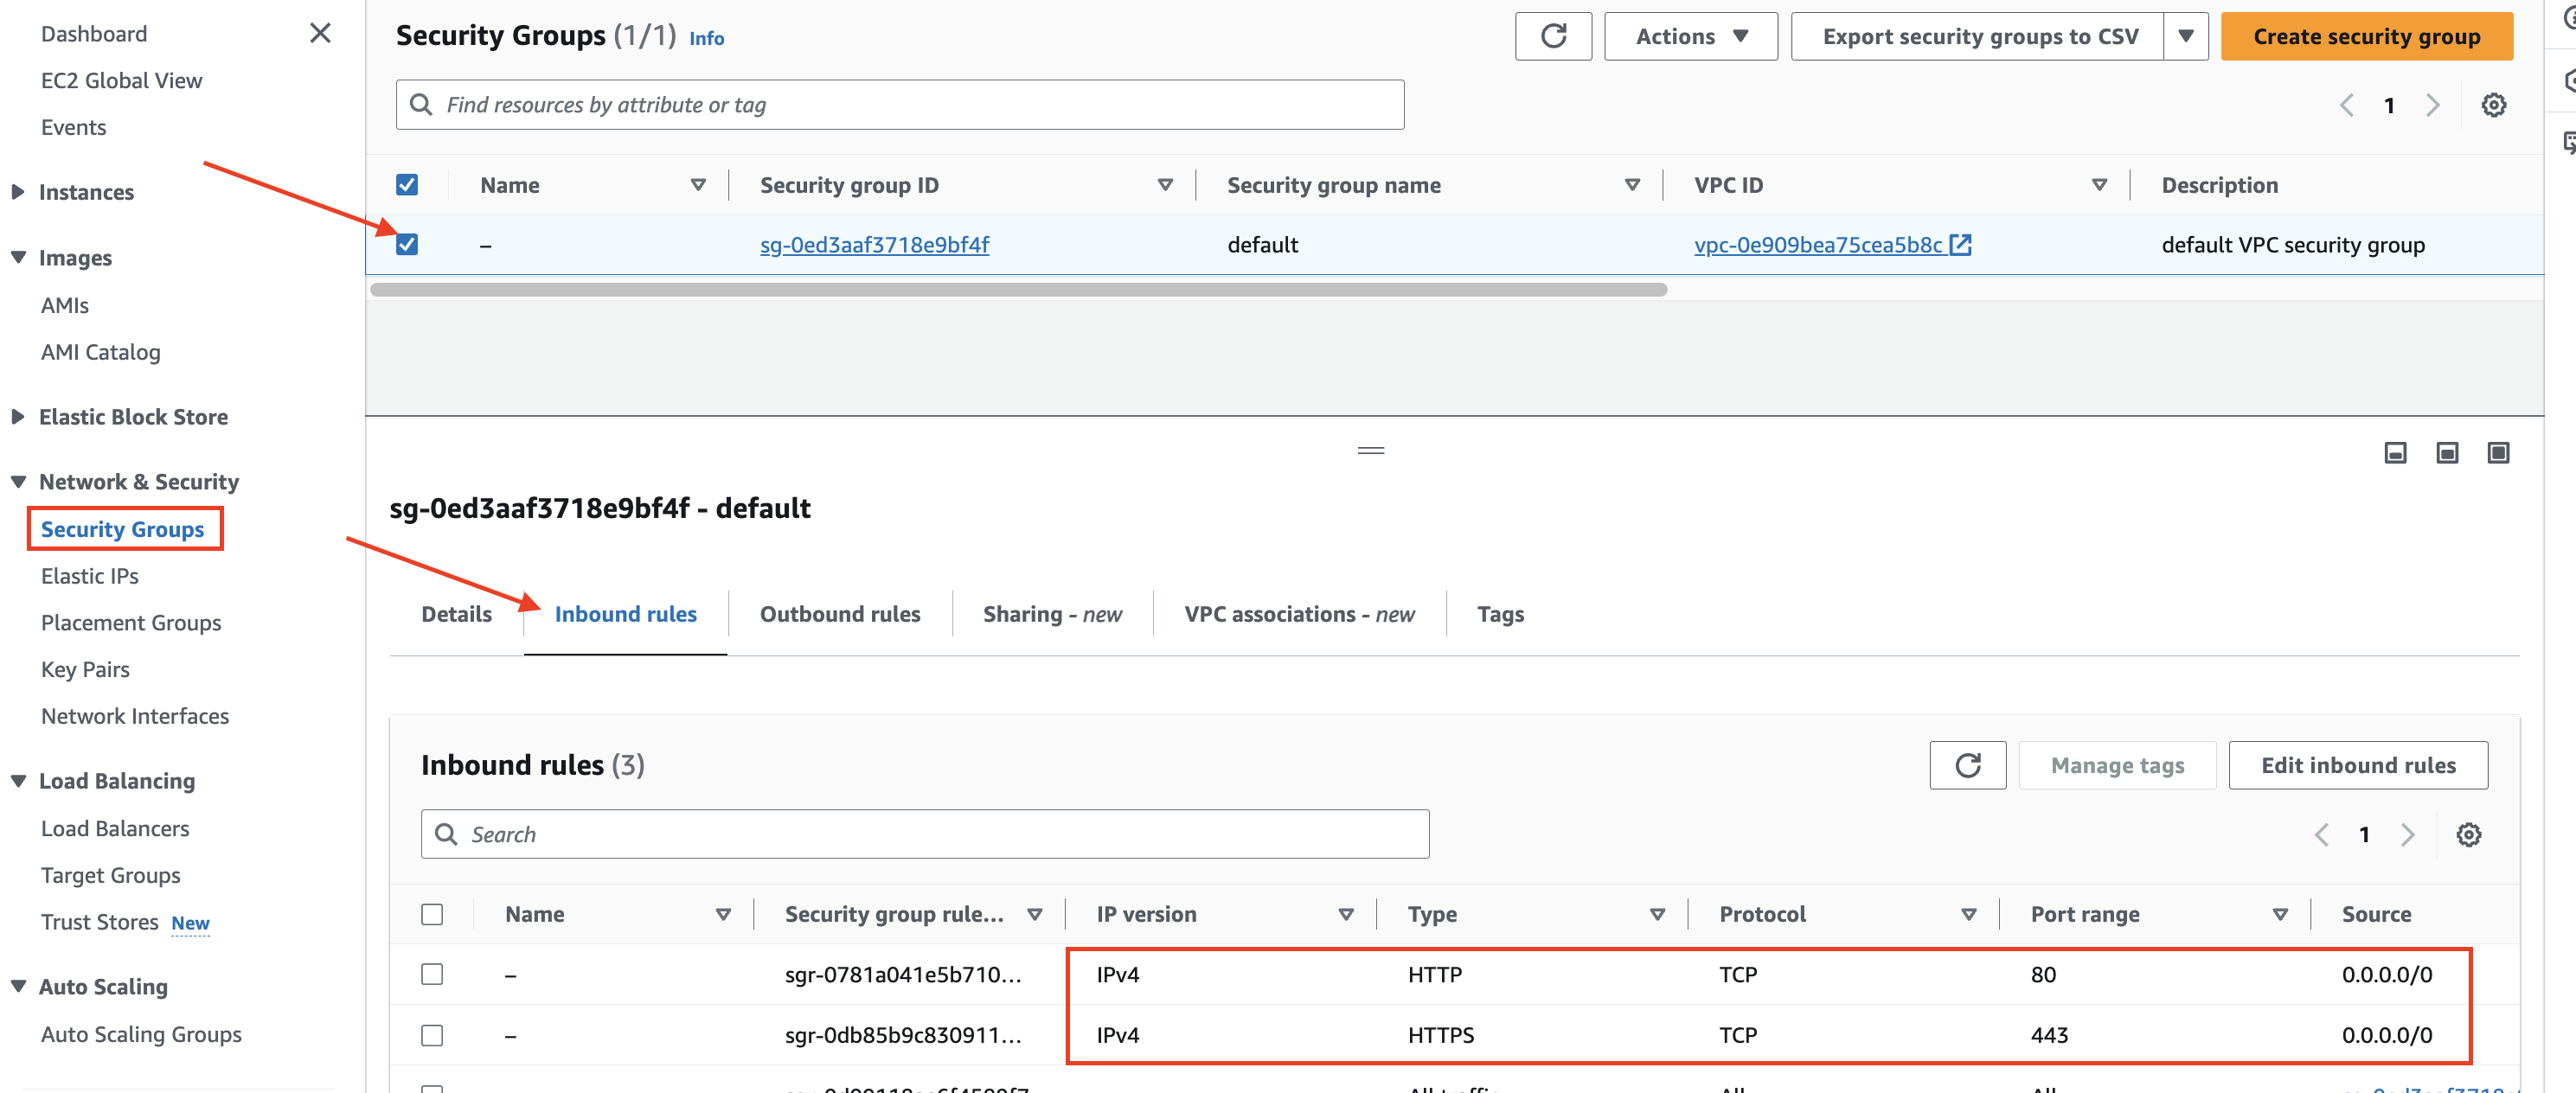 Dashboard
EC2 Global View
Events
Instances
Images
AMIs
AMI Catalog
Elastic Block Store
Network & Security
Security Groups
Elastic IPs
Placement Groups
Key Pairs
Network Interfaces
Load Balancing
Load Balancers
Target Groups
Trust Stores New
Auto Scaling
Auto Scaling Groups
Security Groups (1/1) Info
Actions
Export security groups to CSV
Create security group
Find resources by attribute or tag
1
Name Security group ID Security group name VPC ID Description
– sg-0ed3aaf3718e9bf4f default vpc-0e909bea75cea5b8c default VPC security group
sg-0ed3aaf3718e9bf4f - default
Details Inbound rules Outbound rules Sharing - new VPC associations - new Tags
Inbound rules (3)
Manage tags
Edit inbound rules
Search
1
Name Security group rule... IP version Type Protocol Port range Source
– sgr-0781a041e5b710... IPv4 HTTP TCP 80 0.0.0.0/0
– sgr-0db85b9c830911... IPv4 HTTPS TCP 443 0.0.0.0/0
All traffic All All